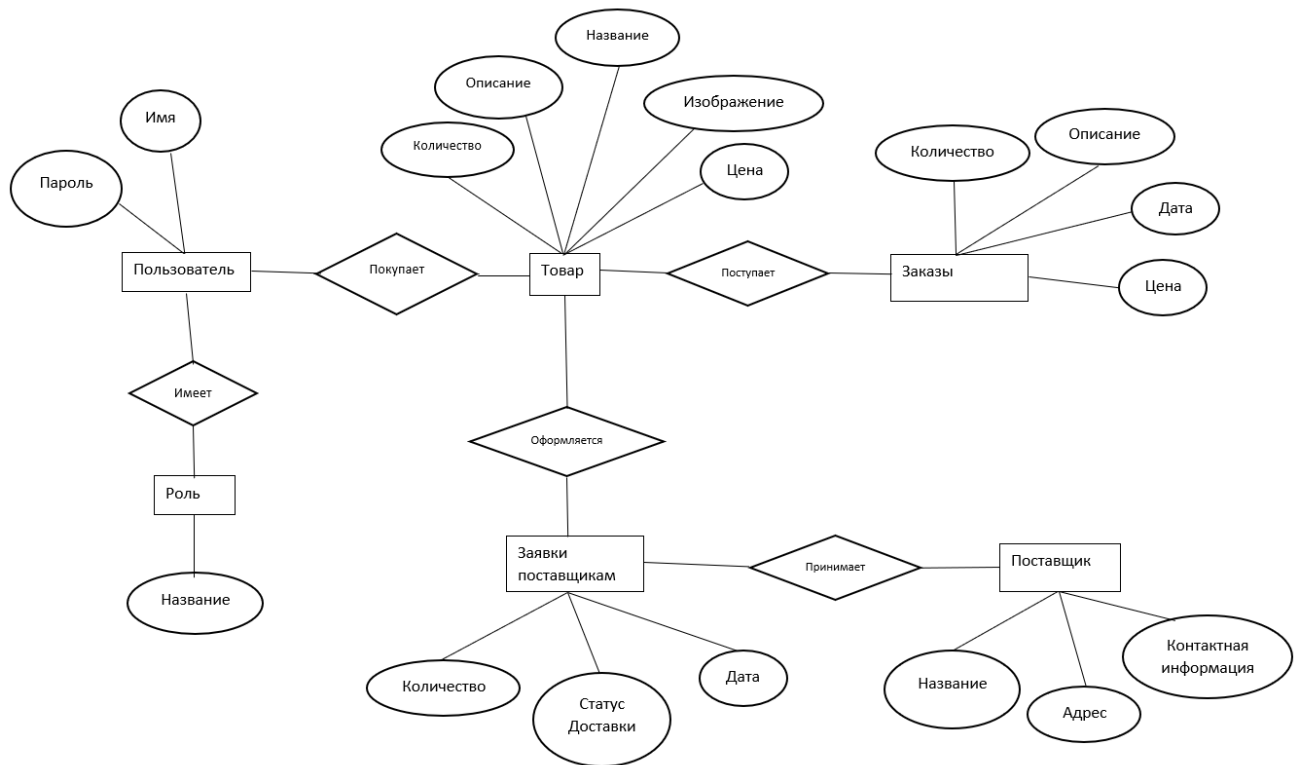 Название
Описание
Изображение
Имя
Количество
Описание
Количество
Цена
Пароль
Дата
Пользователь
Покупает
Товар
Поступает
Заказы
Цена
Имеет
Оформляется
Роль
Заявки
поставщикам
Принимает
Поставщик
Название
Контактная
информация
Количество
Статус
Доставки
Дата
Название
Адрес